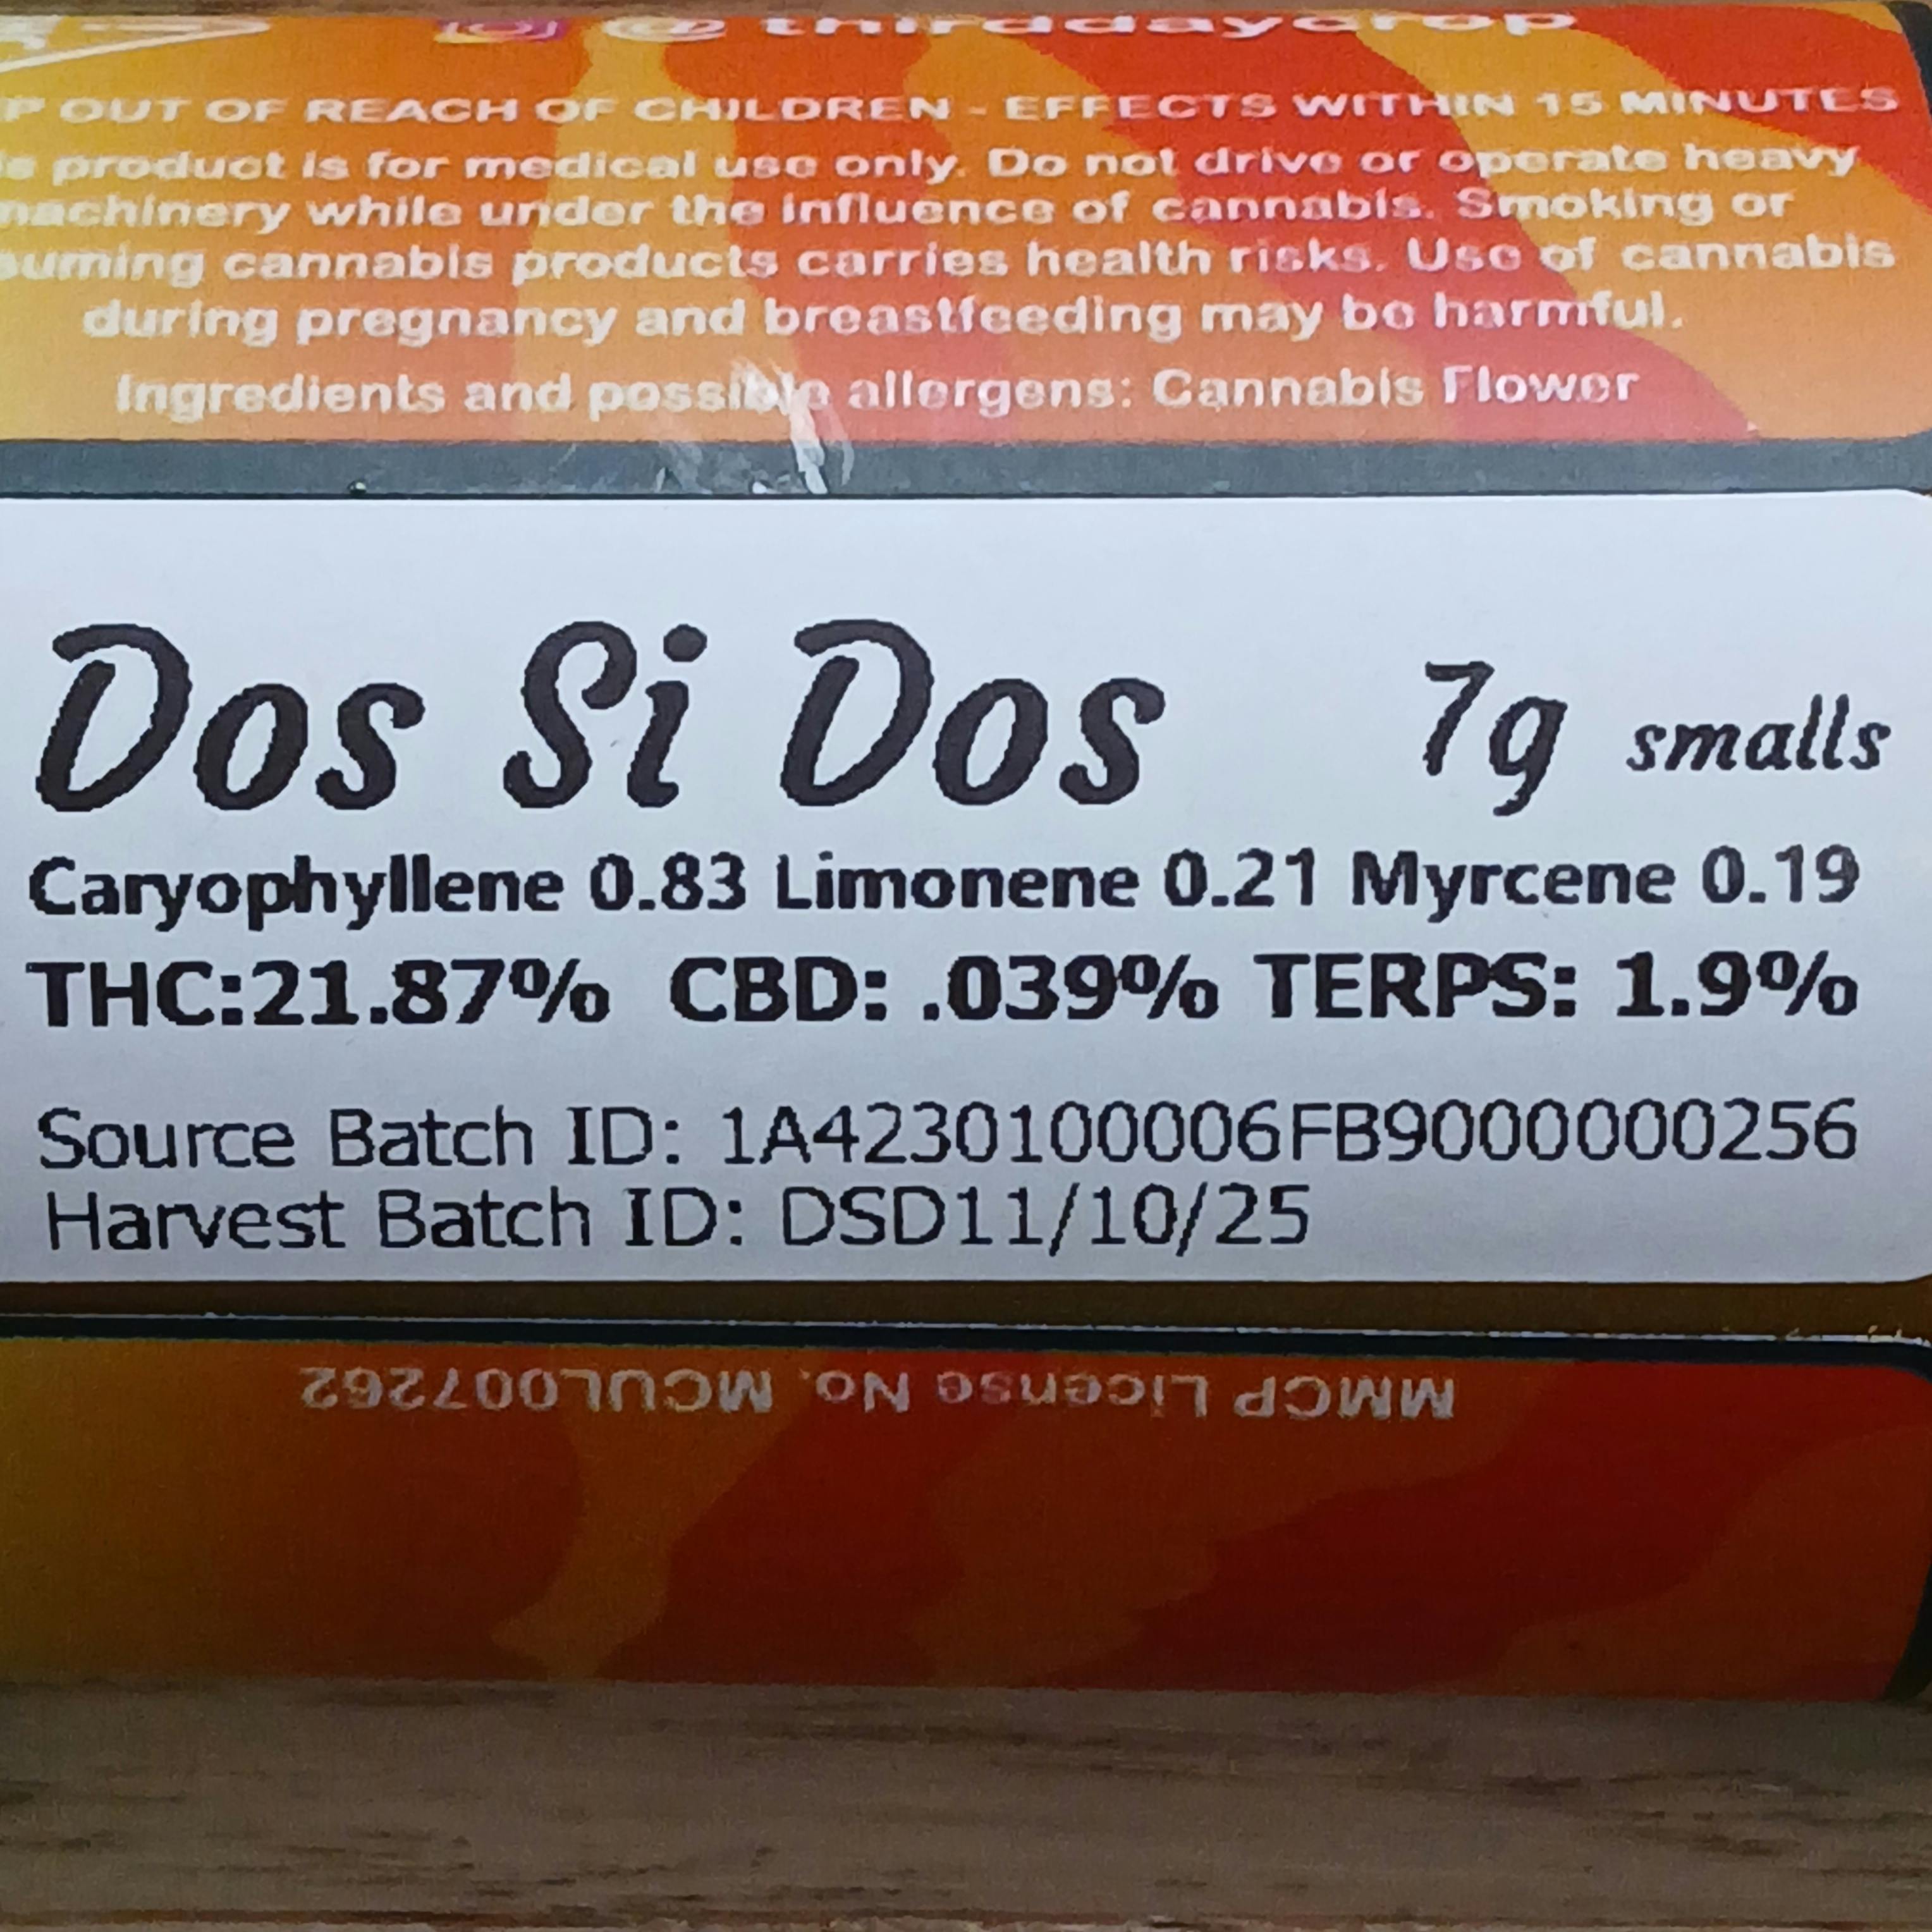 @thirddaycrop
OUT OF REACH OF CHILDREN - EFFECTS WITHIN 15 MINUTES
product is for medical use only. Do not drive or operate heavy
machinery while under the influence of cannabis. Smoking or
cannabis products carries health risks. Use of cannabis
during pregnancy and breastfeeding may be harmful.
Ingredients and possible allergens: Cannabis Flower
Dos Si Dos 7g smalls
Caryophyllene 0.83 Limonene 0.21 Myrcene 0.19
THC:21.87% CBD: .039% TERPS: 1.9%
Source Batch ID: 1A4230100006FB9000000256
Harvest Batch ID: DSD11/10/25
MMCP License No. MCUL007262